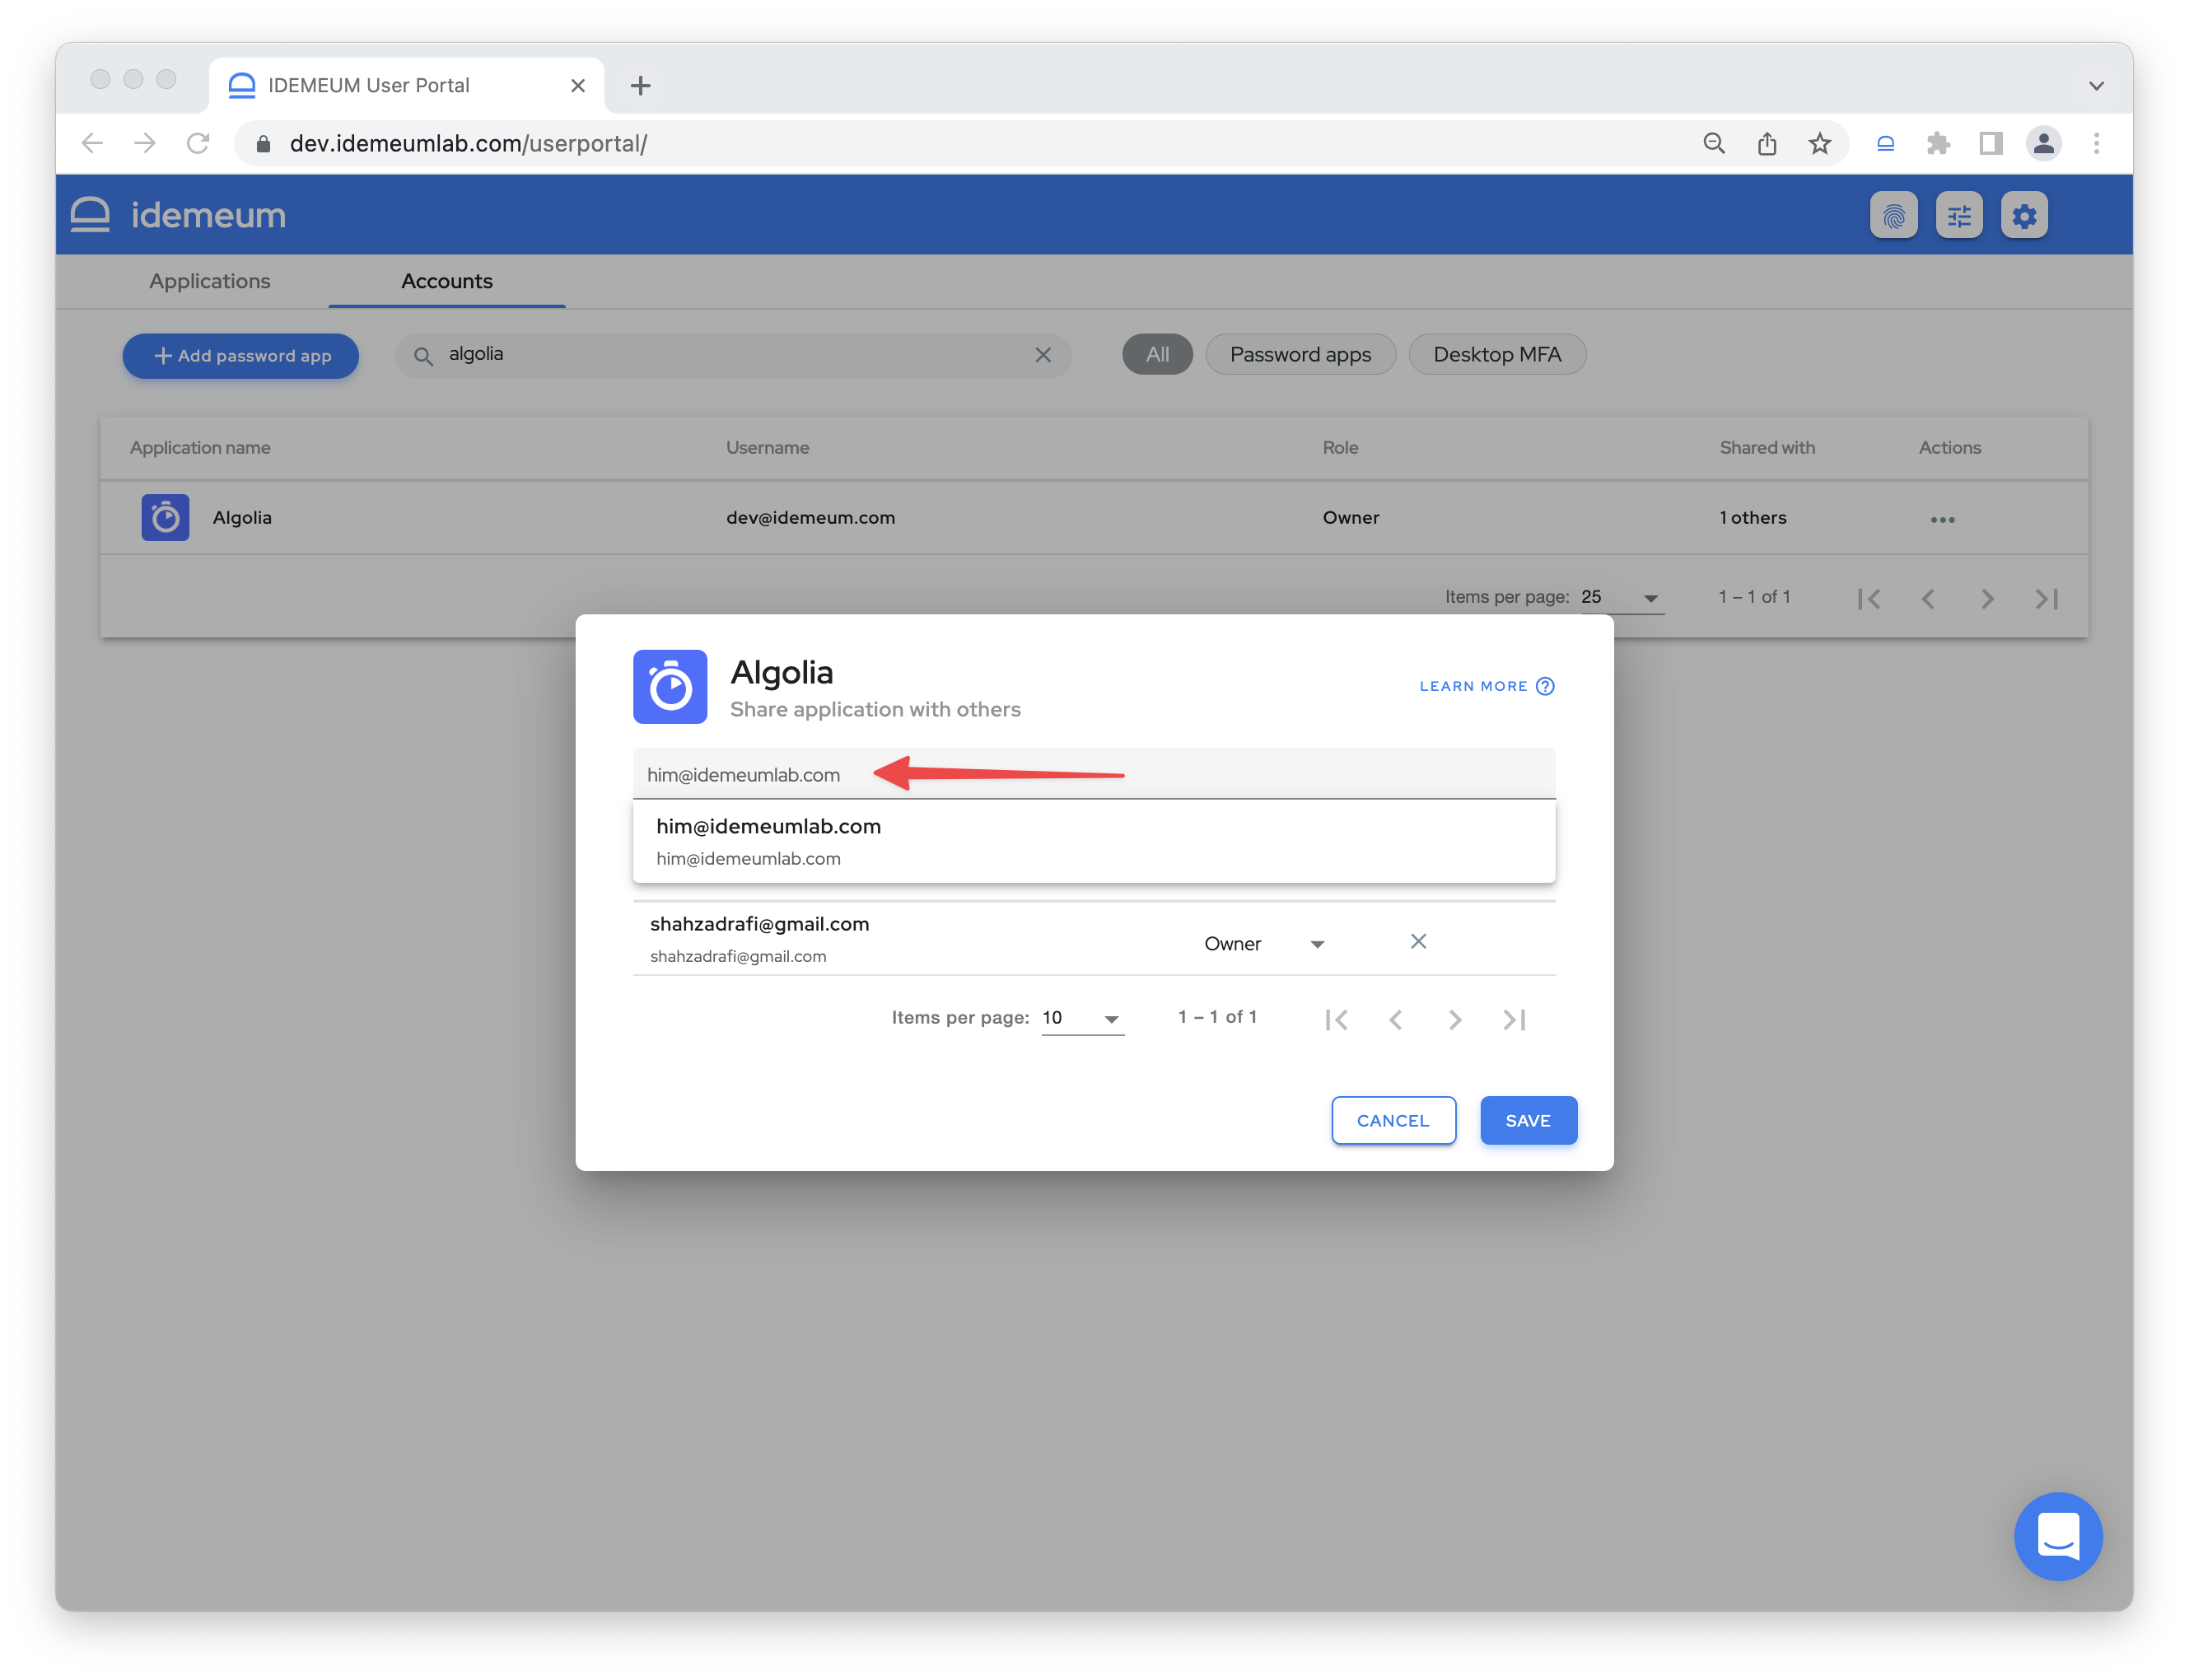 IDEMEUM User Portal
dev.idemeumlab.com/userportal/
idemeum
Applications Accounts
Add password app algolia All Password apps Desktop MFA
Application name Username Role Shared with Actions
Algolia dev@idemeum.com Owner 1 others
Items per page: 25 1 – 1 of 1
Algolia
LEARN MORE
Share application with others
him@idemeumlab.com
him@idemeumlab.com
him@idemeumlab.com
shahzadrafi@gmail.com
Owner
shahzadrafi@gmail.com
Items per page: 10 1 – 1 of 1
CANCEL SAVE